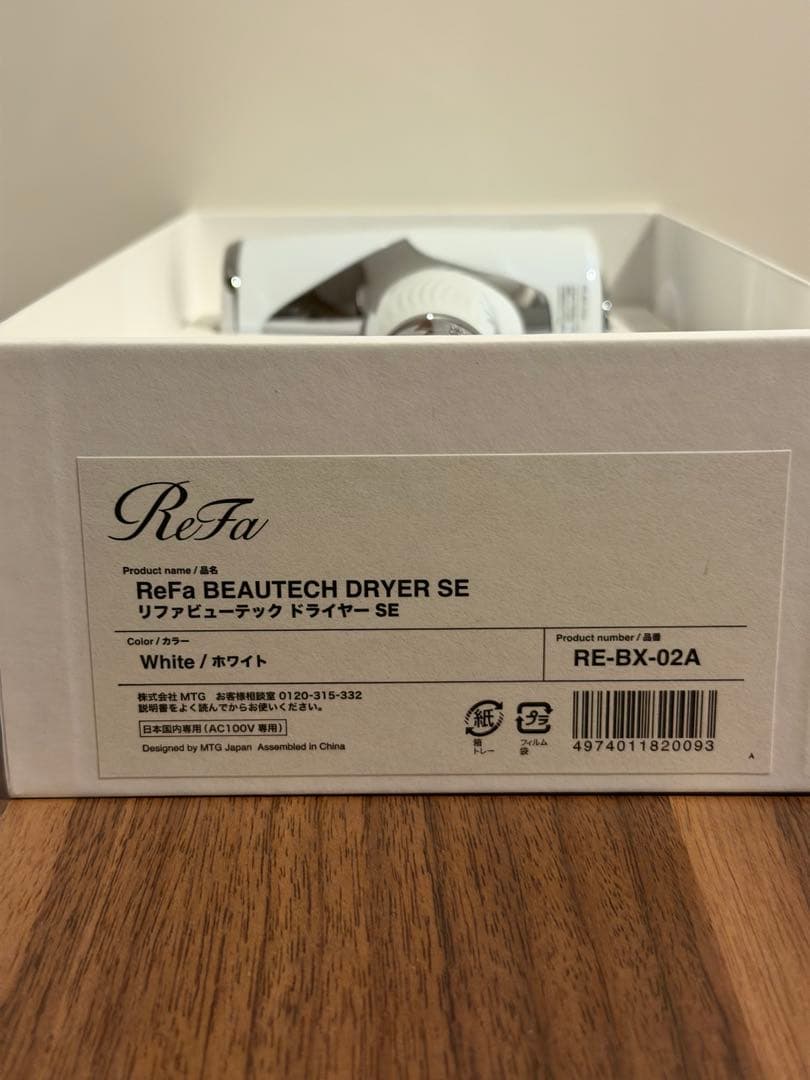 ReFa
Product name / 品名
ReFa BEAUTECH DRYER SE
リファビューテック ドライヤー SE
Color / カラー
White / ホワイト
Product number / 品番
RE-BX-02A
株式会社 MTG お客様相談室 0120-315-332
説明書をよく読んでからお使いください。
日本国内専用（AC100V 専用）
Designed by MTG Japan Assembled in China
紙
箱
トレー
プラ
フィルム
袋
4974011820093
A